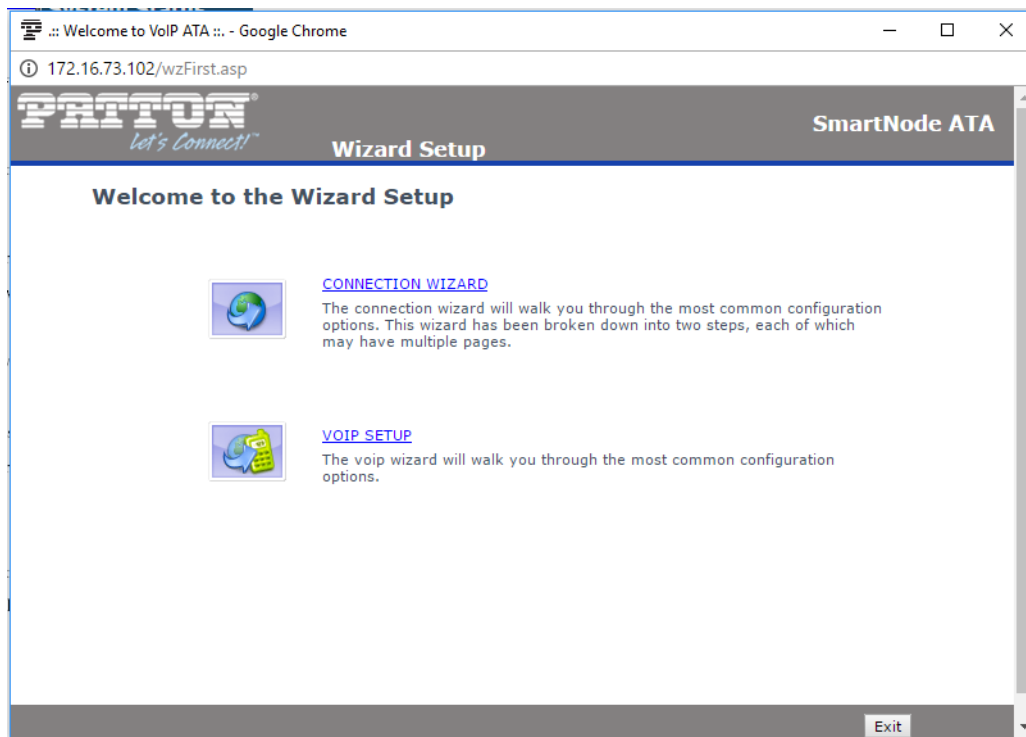 System Status
.:: Welcome to VoIP ATA ::. - Google Chrome
172.16.73.102/wzFirst.asp
PATTON®
Let's Connect!™
SmartNode ATA
Wizard Setup
Welcome to the Wizard Setup
CONNECTION WIZARD
The connection wizard will walk you through the most common configuration
options. This wizard has been broken down into two steps, each of which
may have multiple pages.
VOIP SETUP
The voip wizard will walk you through the most common configuration
options.
Exit